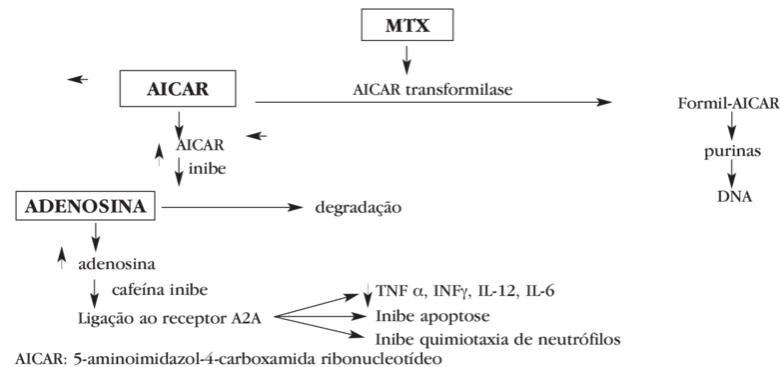 MTX
AICAR
AICAR transformilase
Formil-AICAR
AICAR
purinas
inibe
DNA
ADENOSINA
degradação
adenosina
cafeína inibe
TNF α, INFγ, IL-12, IL-6
Ligação ao receptor A2A
Inibe apoptose
Inibe quimiotaxia de neutrófilos
AICAR: 5-aminoimidazol-4-carboxamida ribonucleotídeo